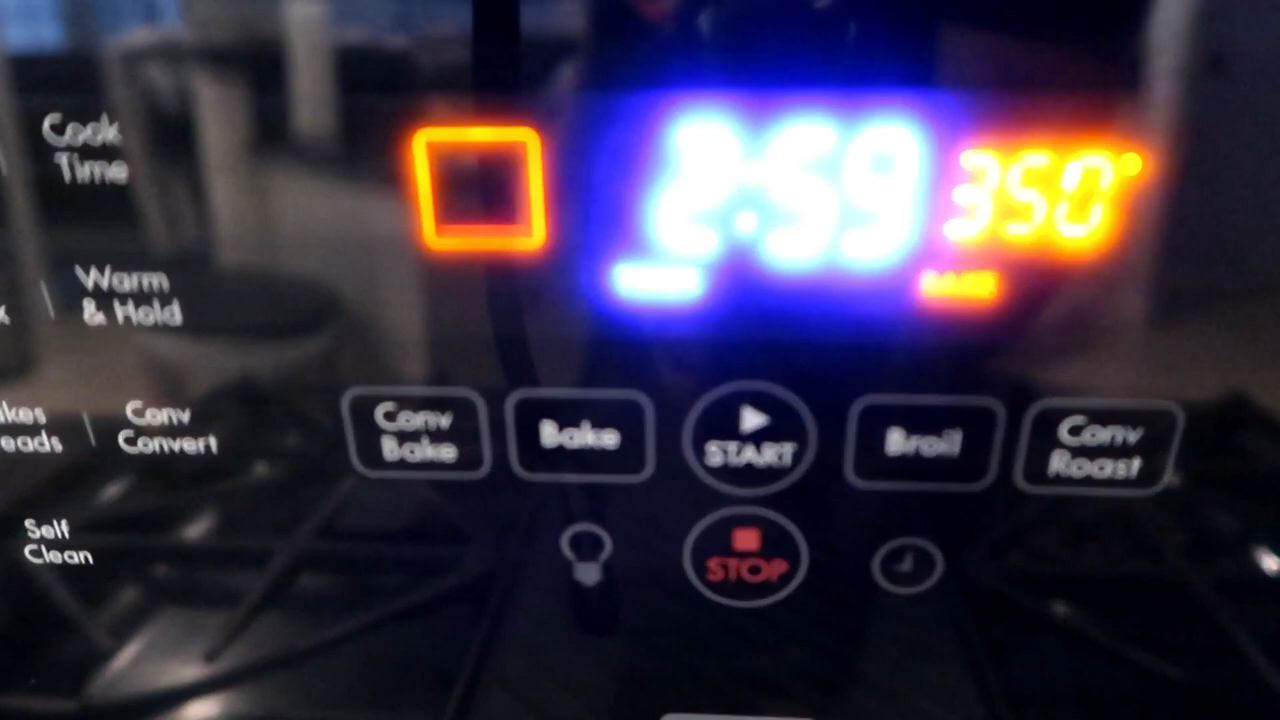 Cook
Time
2:59 350°
BAKE
Warm
& Hold
Conv
Convert
Conv
Bake
Bake
START
Broil
Conv
Roast
Self
Clean
STOP